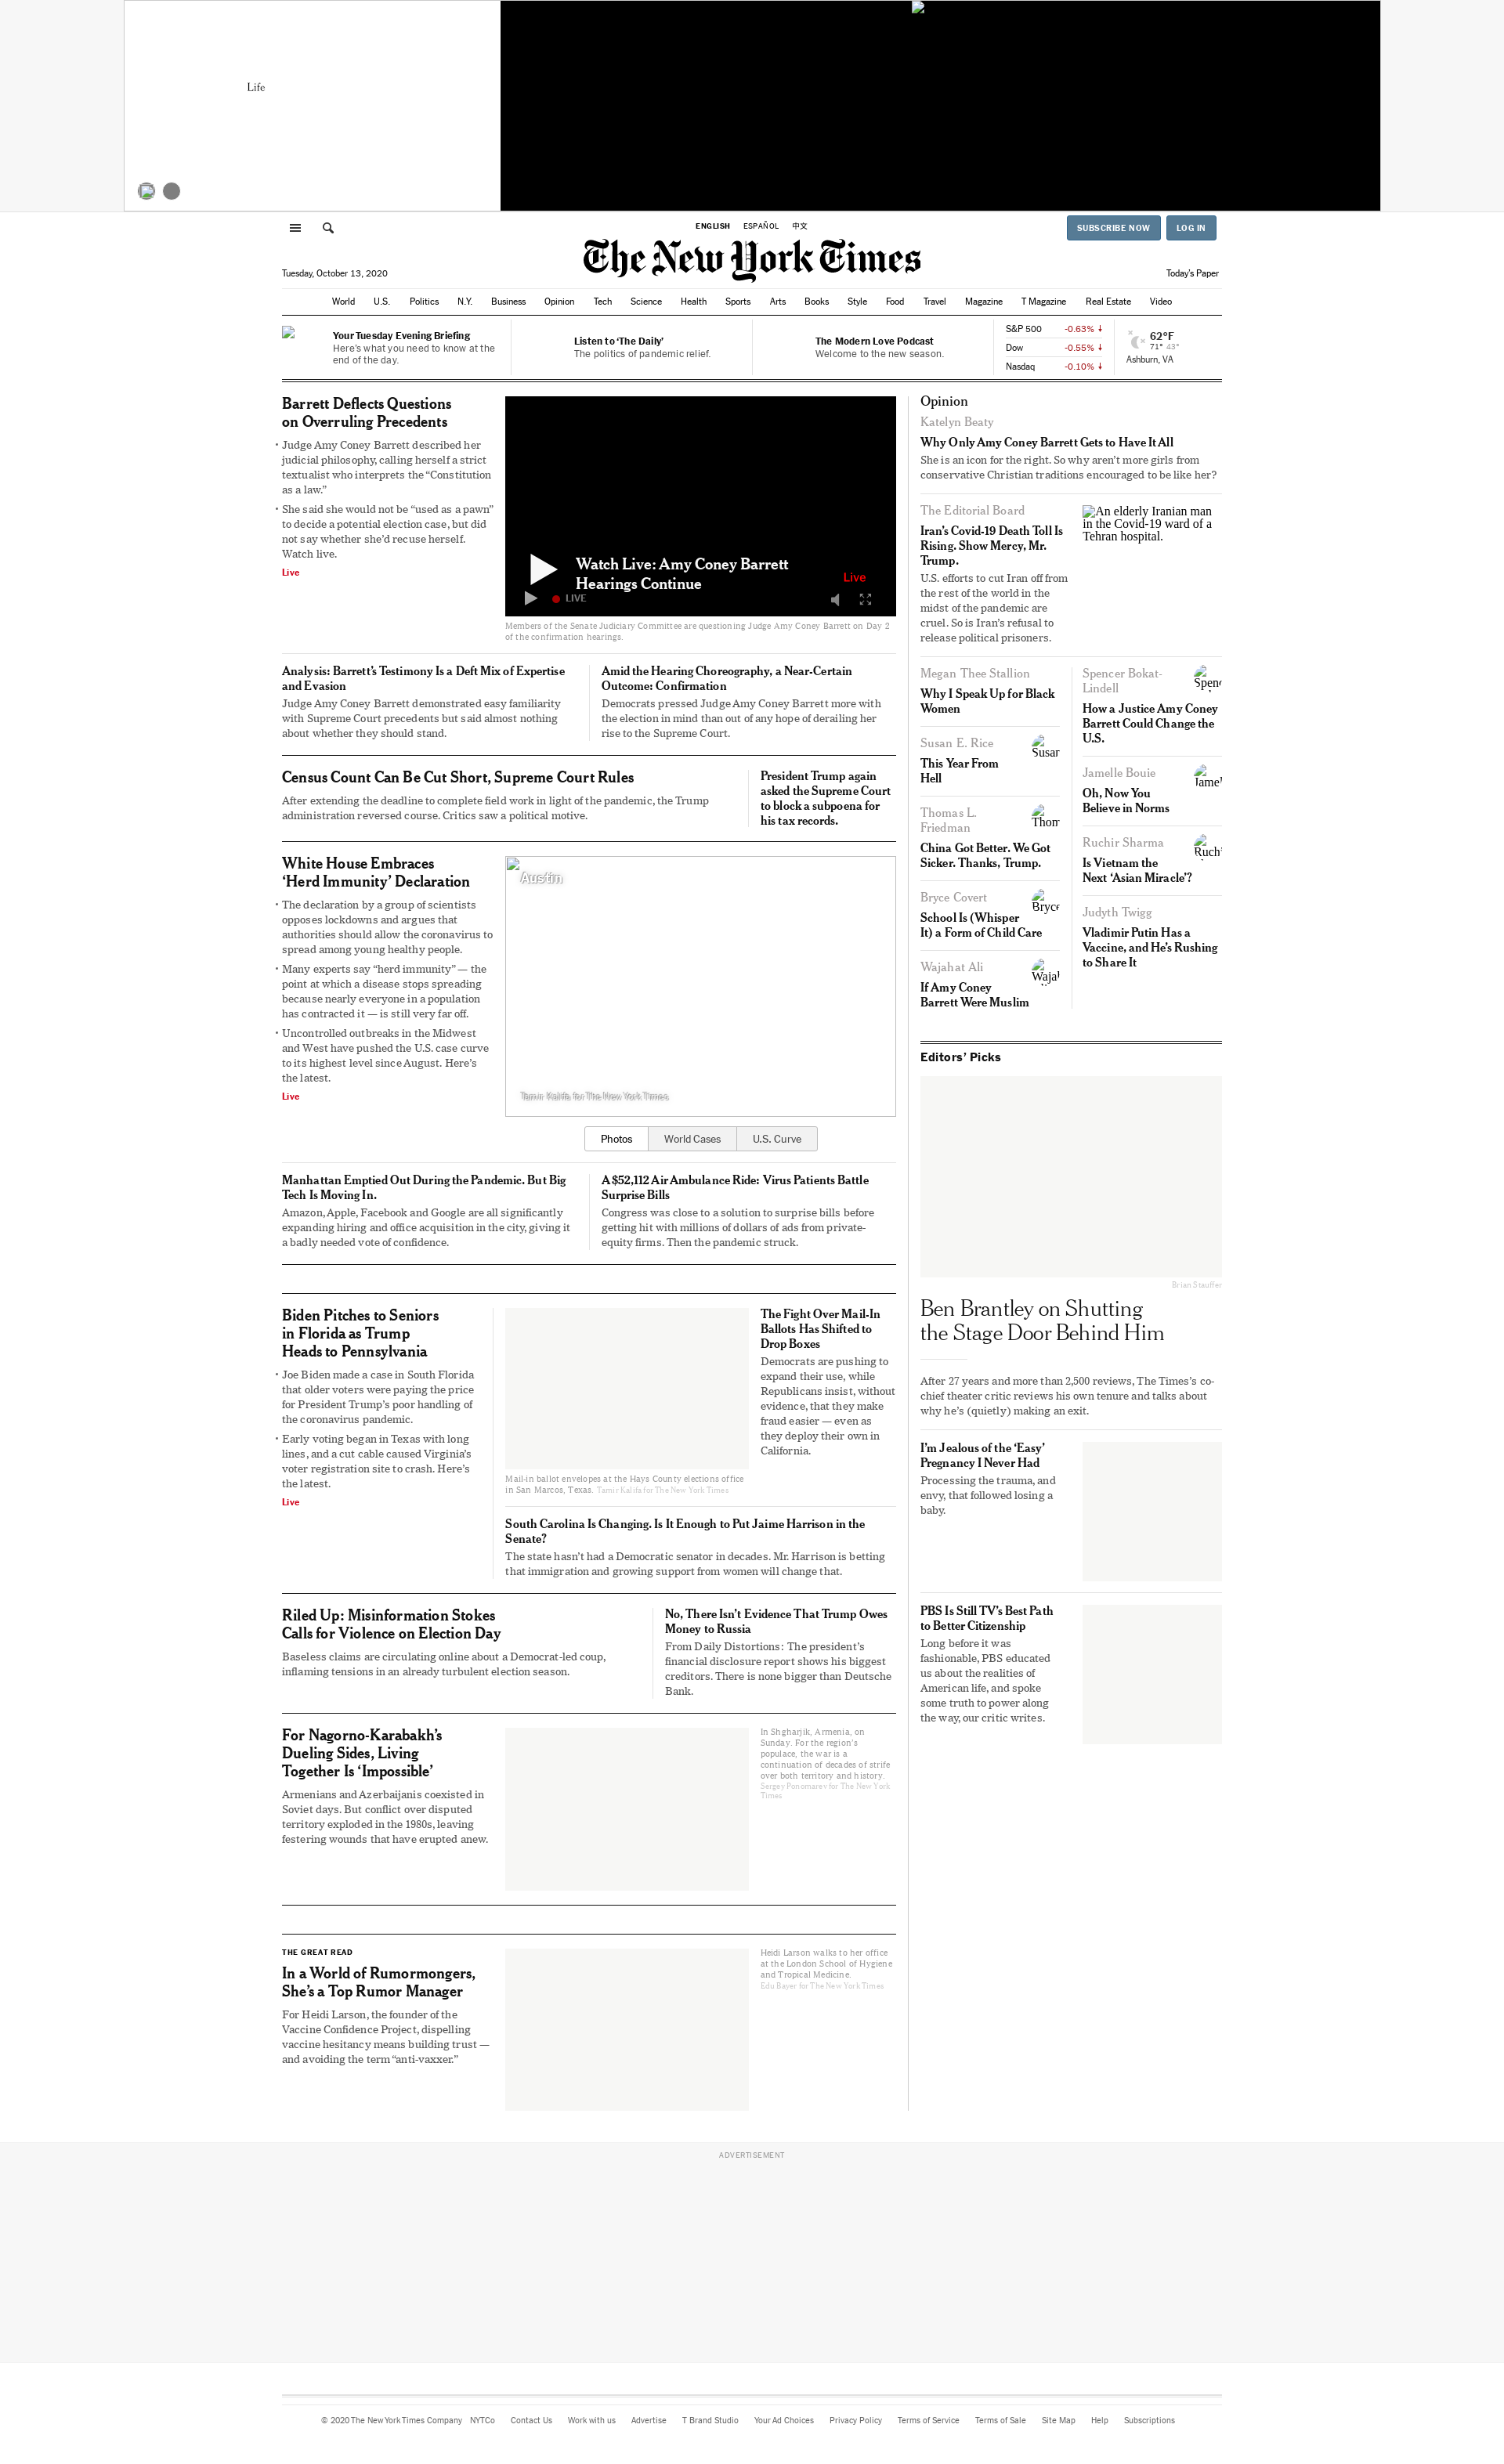 Life
ENGLISH ESPAÑOL 中文
SUBSCRIBE NOW LOG IN
The New York Times
Tuesday, October 13, 2020
Today's Paper
World U.S. Politics N.Y. Business Opinion Tech Science Health Sports Arts Books Style Food Travel Magazine T Magazine Real Estate Video
Your Tuesday Evening Briefing
Here's what you need to know at the
end of the day.
Listen to ‘The Daily’
The politics of pandemic relief.
The Modern Love Podcast
Welcome to the new season.
S&P 500 -0.63%
Dow -0.55%
Nasdaq -0.10%
62°F
71° 43°
Ashburn, VA
Barrett Deflects Questions
on Overruling Precedents
• Judge Amy Coney Barrett described her
judicial philosophy, calling herself a strict
textualist who interprets the “Constitution
as a law.”
• She said she would not be “used as a pawn”
to decide a potential election case, but did
not say whether she’d recuse herself.
Watch live.
Live
Watch Live: Amy Coney Barrett
Hearings Continue
Live
LIVE
Members of the Senate Judiciary Committee are questioning Judge Amy Coney Barrett on Day 2
of the confirmation hearings.
Analysis: Barrett’s Testimony Is a Deft Mix of Expertise
and Evasion
Judge Amy Coney Barrett demonstrated easy familiarity
with Supreme Court precedents but said almost nothing
about whether they should stand.
Amid the Hearing Choreography, a Near-Certain
Outcome: Confirmation
Democrats pressed Judge Amy Coney Barrett more with
the election in mind than out of any hope of derailing her
rise to the Supreme Court.
Census Count Can Be Cut Short, Supreme Court Rules
After extending the deadline to complete field work in light of the pandemic, the Trump
administration reversed course. Critics saw a political motive.
President Trump again
asked the Supreme Court
to block a subpoena for
his tax records.
White House Embraces
‘Herd Immunity’ Declaration
• The declaration by a group of scientists
opposes lockdowns and argues that
authorities should allow the coronavirus to
spread among young healthy people.
• Many experts say “herd immunity” — the
point at which a disease stops spreading
because nearly everyone in a population
has contracted it — is still very far off.
• Uncontrolled outbreaks in the Midwest
and West have pushed the U.S. case curve
to its highest level since August. Here’s
the latest.
Live
Austin
Tamir Kalifa for The New York Times
Photos World Cases U.S. Curve
Manhattan Emptied Out During the Pandemic. But Big
Tech Is Moving In.
Amazon, Apple, Facebook and Google are all significantly
expanding hiring and office acquisition in the city, giving it
a badly needed vote of confidence.
A $52,112 Air Ambulance Ride: Virus Patients Battle
Surprise Bills
Congress was close to a solution to surprise bills before
getting hit with millions of dollars of ads from private-
equity firms. Then the pandemic struck.
Biden Pitches to Seniors
in Florida as Trump
Heads to Pennsylvania
• Joe Biden made a case in South Florida
that older voters were paying the price
for President Trump’s poor handling of
the coronavirus pandemic.
• Early voting began in Texas with long
lines, and a cut cable caused Virginia’s
voter registration site to crash. Here’s
the latest.
Live
Mail-in ballot envelopes at the Hays County elections office
in San Marcos, Texas. Tamir Kalifa for The New York Times
The Fight Over Mail-In
Ballots Has Shifted to
Drop Boxes
Democrats are pushing to
expand their use, while
Republicans insist, without
evidence, that they make
fraud easier — even as
they deploy their own in
California.
South Carolina Is Changing. Is It Enough to Put Jaime Harrison in the
Senate?
The state hasn’t had a Democratic senator in decades. Mr. Harrison is betting
that immigration and growing support from women will change that.
Riled Up: Misinformation Stokes
Calls for Violence on Election Day
Baseless claims are circulating online about a Democrat-led coup,
inflaming tensions in an already turbulent election season.
No, There Isn’t Evidence That Trump Owes
Money to Russia
From Daily Distortions: The president’s
financial disclosure report shows his biggest
creditors. There is none bigger than Deutsche
Bank.
For Nagorno-Karabakh’s
Dueling Sides, Living
Together Is ‘Impossible’
Armenians and Azerbaijanis coexisted in
Soviet days. But conflict over disputed
territory exploded in the 1980s, leaving
festering wounds that have erupted anew.
In Shgharjik, Armenia, on
Sunday. For the region’s
populace, the war is a
continuation of decades of strife
over both territory and history.
Sergey Ponomarev for The New York
Times
THE GREAT READ
In a World of Rumormongers,
She’s a Top Rumor Manager
For Heidi Larson, the founder of the
Vaccine Confidence Project, dispelling
vaccine hesitancy means building trust —
and avoiding the term “anti-vaxxer.”
Heidi Larson walks to her office
at the London School of Hygiene
and Tropical Medicine.
Edu Bayer for The New York Times
Opinion
Katelyn Beaty
Why Only Amy Coney Barrett Gets to Have It All
She is an icon for the right. So why aren’t more girls from
conservative Christian traditions encouraged to be like her?
The Editorial Board
Iran’s Covid-19 Death Toll Is
Rising. Show Mercy, Mr.
Trump.
U.S. efforts to cut Iran off from
the rest of the world in the
midst of the pandemic are
cruel. So is Iran’s refusal to
release political prisoners.
An elderly Iranian man
in the Covid-19 ward of a
Tehran hospital.
Megan Thee Stallion
Why I Speak Up for Black
Women
Susan E. Rice
Susan
This Year From
Hell
Thomas L.
Friedman
Thom
China Got Better. We Got
Sicker. Thanks, Trump.
Bryce Covert
Bryce
School Is (Whisper
It) a Form of Child Care
Wajahat Ali
Wajah
If Amy Coney
Barrett Were Muslim
Spencer Bokat-
Lindell
Spenc
How a Justice Amy Coney
Barrett Could Change the
U.S.
Jamelle Bouie
Jamel
Oh, Now You
Believe in Norms
Ruchir Sharma
Ruch
Is Vietnam the
Next ‘Asian Miracle’?
Judyth Twigg
Vladimir Putin Has a
Vaccine, and He’s Rushing
to Share It
Editors’ Picks
Brian Stauffer
Ben Brantley on Shutting
the Stage Door Behind Him
After 27 years and more than 2,500 reviews, The Times’s co-
chief theater critic reviews his own tenure and talks about
why he’s (quietly) making an exit.
I’m Jealous of the ‘Easy’
Pregnancy I Never Had
Processing the trauma, and
envy, that followed losing a
baby.
PBS Is Still TV’s Best Path
to Better Citizenship
Long before it was
fashionable, PBS educated
us about the realities of
American life, and spoke
some truth to power along
the way, our critic writes.
ADVERTISEMENT
© 2020 The New York Times Company NYTCo Contact Us Work with us Advertise T Brand Studio Your Ad Choices Privacy Policy Terms of Service Terms of Sale Site Map Help Subscriptions